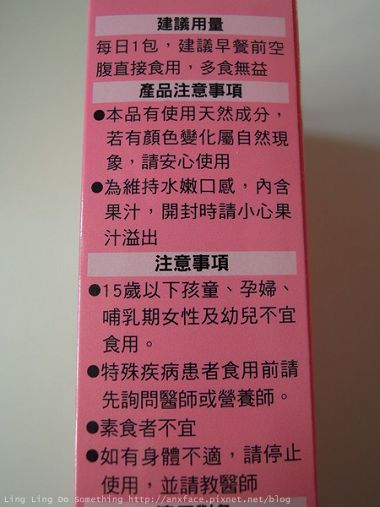 建議用量
每日1包，建議早餐前空
腹直接食用，多食無益
產品注意事項
●本品有使用天然成分，
若有顏色變化屬自然現
象，請安心使用
●為維持水嫩口感，內含
果汁，開封時請小心果
汁溢出
注意事項
●15歲以下孩童、孕婦、
哺乳期女性及幼兒不宜
食用。
●特殊疾病患者食用前請
先詢問醫師或營養師。
●素食者不宜
●如有身體不適，請停止
使用，並請教醫師
Ling Ling Do Something http://anxface.pixnet.net/blog